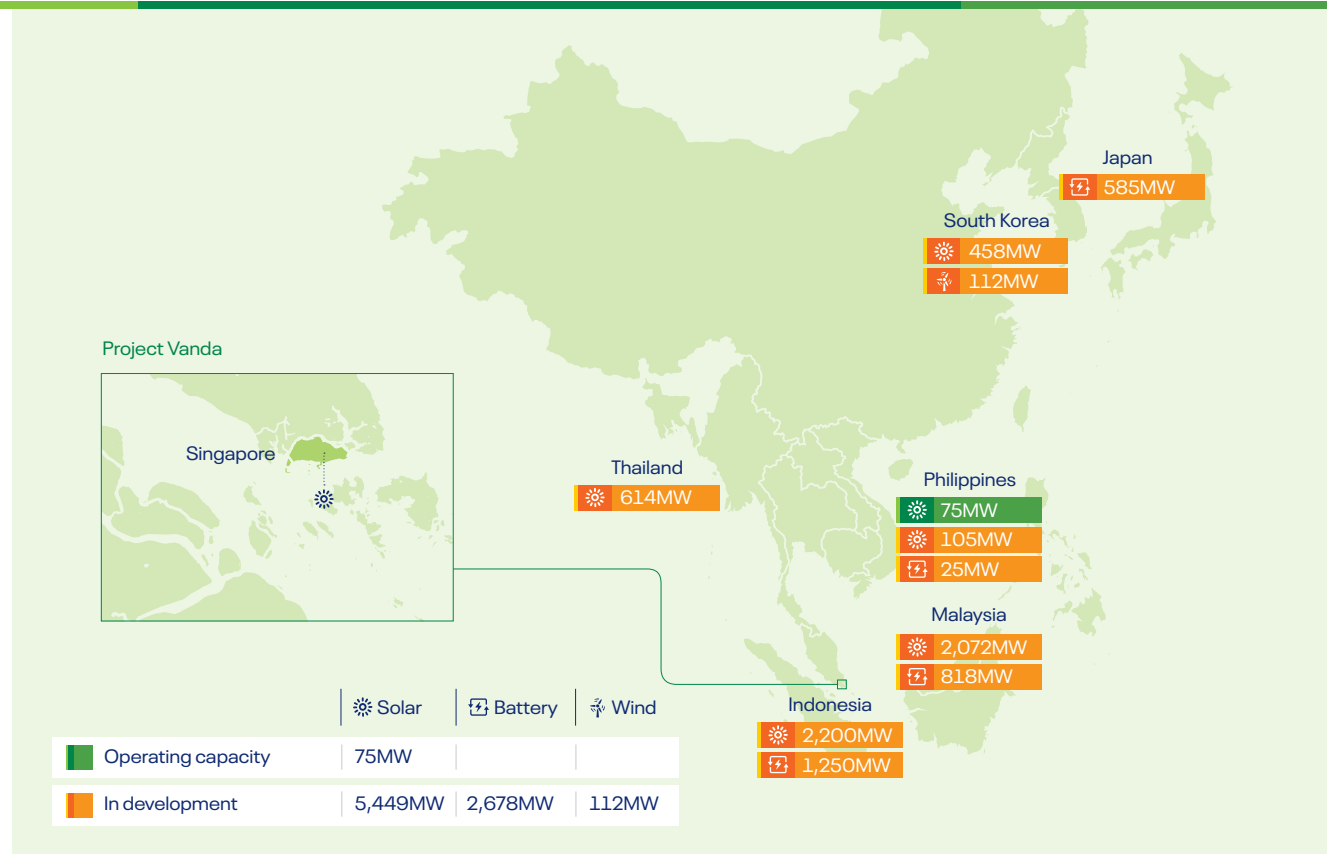 Japan
585MW
South Korea
458MW
112MW
Project Vanda
Singapore
Thailand
614MW
Philippines
75MW
105MW
25MW
Malaysia
2,072MW
818MW
Indonesia
2,200MW
1,250MW
Solar Battery Wind
Operating capacity 75MW
In development 5,449MW 2,678MW 112MW